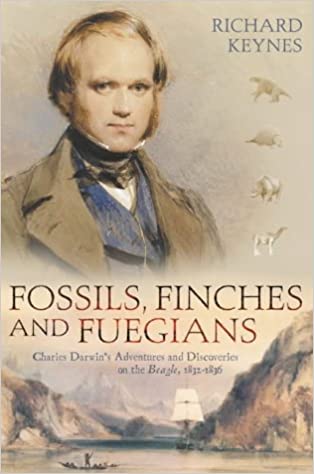 RICHARD
KEYNES
FOSSILS, FINCHES
AND FUEGIANS
Charles Darwin's Adventures and Discoveries
on the Beagle, 1832-1836